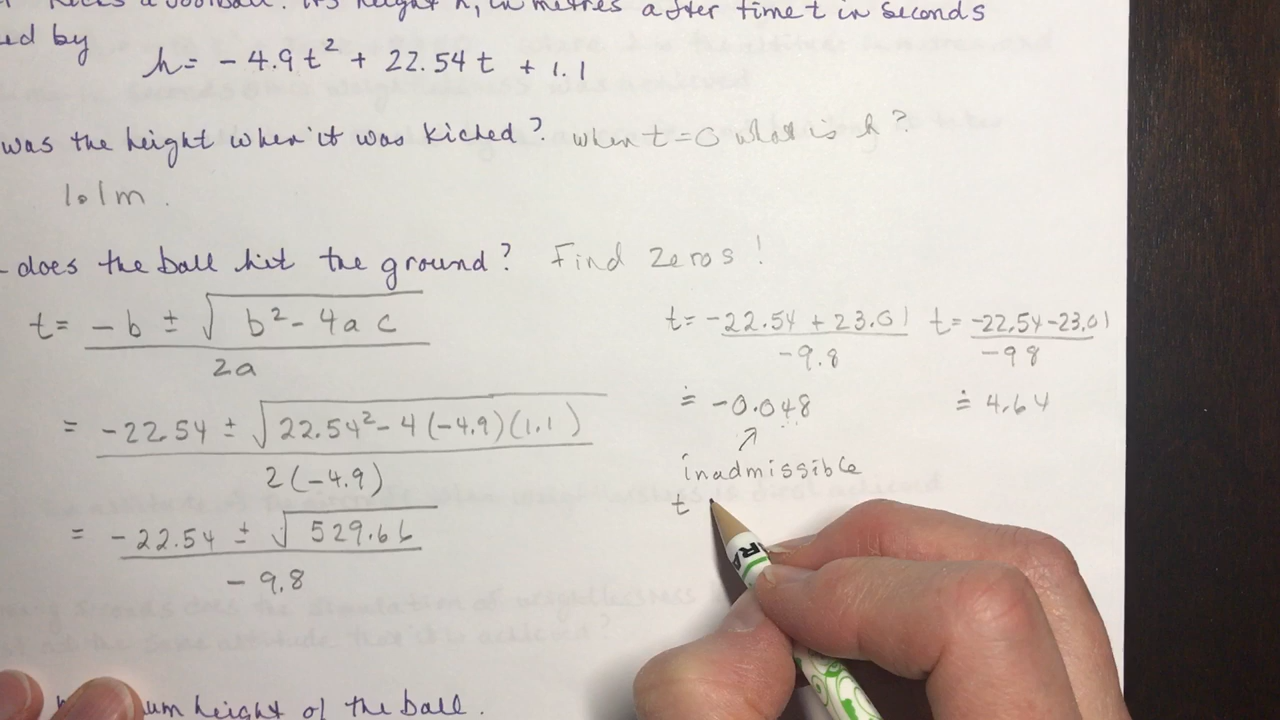 kicks a football. Its height h, in metres after time t in seconds
ed by h = -4.9t² + 22.54t + 1.1
was the height when it was kicked? when t=0 what is h?
1.1m.
does the ball hit the ground? Find zeros!
t = -b ± √b²-4ac / 2a
t = -22.54 + 23.01 / -9.8 t = -22.54-23.01 / -98
≐ -0.048 ≐ 4.64
= -22.54 ± √22.54²-4(-4.9)(1.1) / 2(-4.9)
inadmissible
t
= -22.54 ± √529.66 / -9.8
um height of the ball.